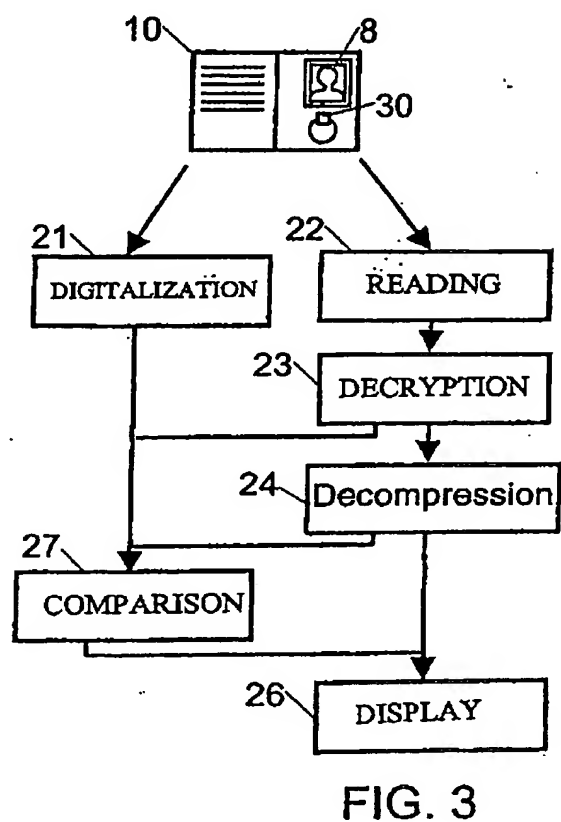 10
8
30
21
22
DIGITALIZATION
READING
23
DECRYPTION
24
Decompression
27
COMPARISON
26
DISPLAY
FIG. 3